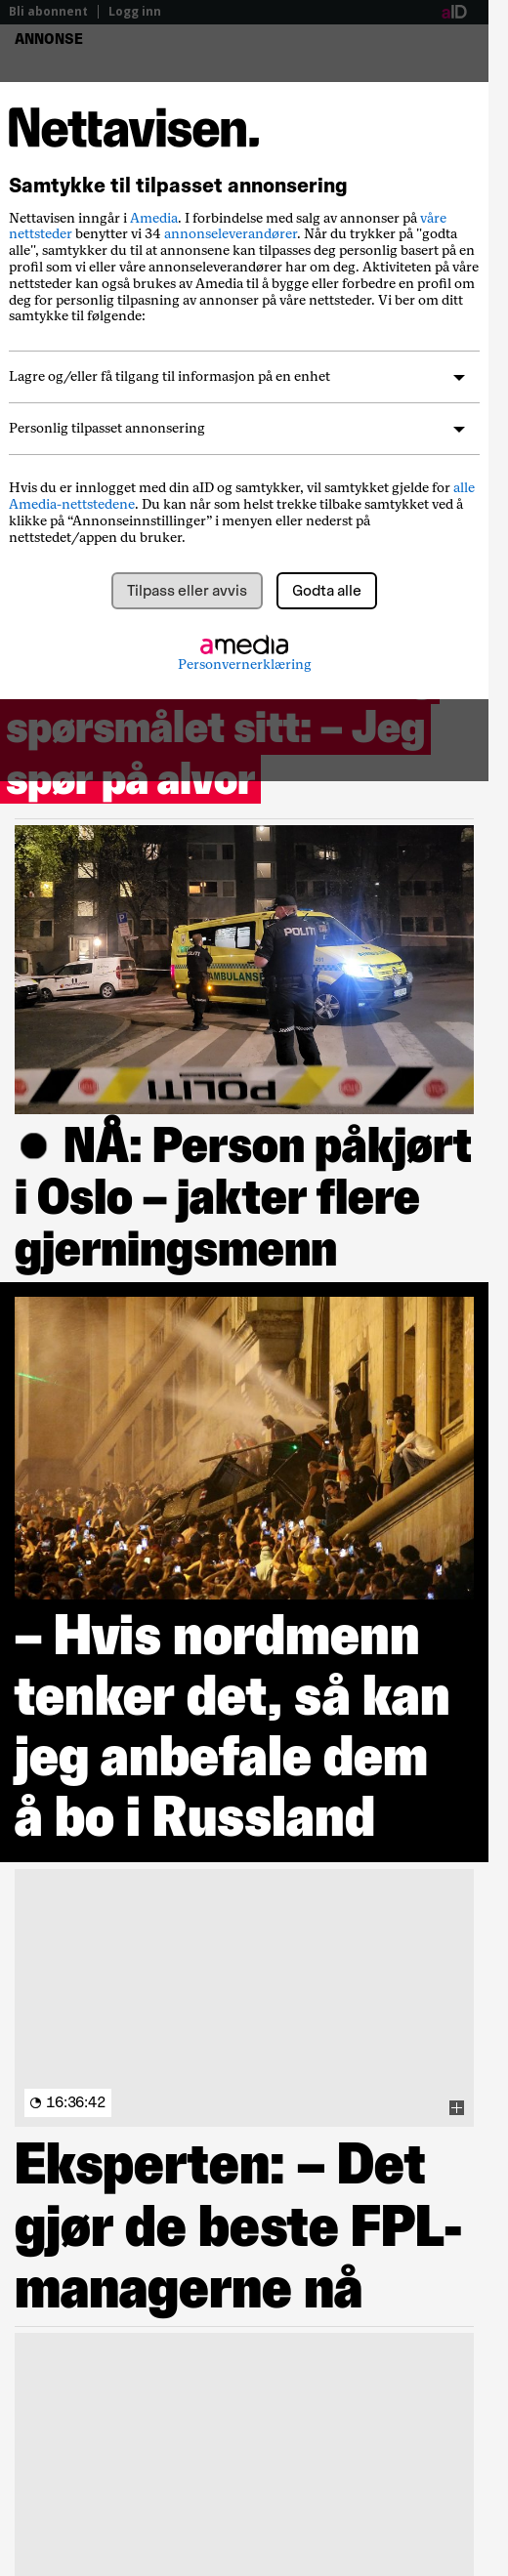 Bli abonnent | Logg inn
aID
ANNONSE
Nettavisen.
Samtykke til tilpasset annonsering
Nettavisen inngår i Amedia. I forbindelse med salg av annonser på våre
nettsteder benytter vi 34 annonseleverandører. Når du trykker på "godta
alle", samtykker du til at annonsene kan tilpasses deg personlig basert på en
profil som vi eller våre annonseleverandører har om deg. Aktiviteten på våre
nettsteder kan også brukes av Amedia til å bygge eller forbedre en profil om
deg for personlig tilpasning av annonser på våre nettsteder. Vi ber om ditt
samtykke til følgende:
Lagre og/eller få tilgang til informasjon på en enhet
Personlig tilpasset annonsering
Hvis du er innlogget med din aID og samtykker, vil samtykket gjelde for alle
Amedia-nettstedene. Du kan når som helst trekke tilbake samtykket ved å
klikke på “Annonseinnstillinger” i menyen eller nederst på
nettstedet/appen du bruker.
Tilpass eller avvis
Godta alle
amedia
Personvernerklæring
spørsmålet sitt: – Jeg
spør på alvor
POLITI
AMBULANSE
POLITI
● NÅ: Person påkjørt
i Oslo – jakter flere
gjerningsmenn
– Hvis nordmenn
tenker det, så kan
jeg anbefale dem
å bo i Russland
16:36:42
Eksperten: – Det
gjør de beste FPL-
managerne nå